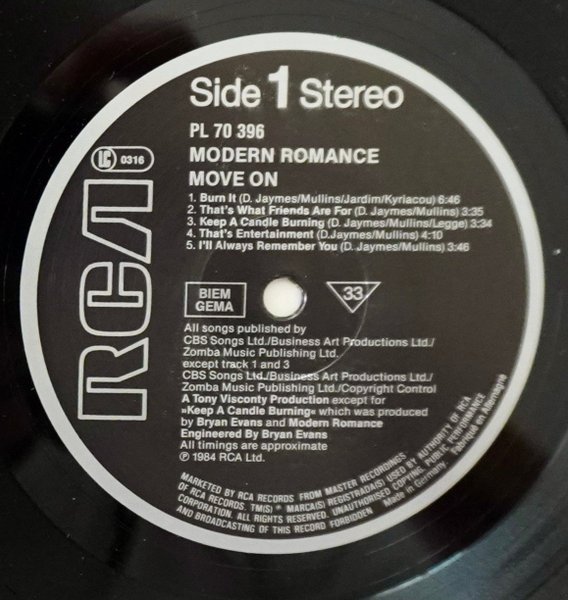 Side 1 Stereo
PL 70 396
MODERN ROMANCE
MOVE ON
1. Burn It (D. Jaymes/Mullins/Jardim/Kyriacou) 6:46
2. That's What Friends Are For (D. Jaymes/Mullins) 3:35
3. Keep A Candle Burning (D. Jaymes/Mullins/Legge) 3:34
4. That's Entertainment (D.Jaymes/Mullins) 4:10
5. I'll Always Remember You (D. Jaymes/Mullins) 3:46
LC 0316
RCA
BIEM
GEMA
33
All songs published by
CBS Songs Ltd./Business Art Productions Ltd./
Zomba Music Publishing Ltd.
except track 1 and 3
CBS Songs Ltd./Business Art Productions Ltd./
Zomba Music Publishing Ltd./Copyright Control
A Tony Visconty Production except for
»Keep A Candle Burning« which was produced
by Bryan Evans and Modern Romance
Engineered By Bryan Evans
All timings are approximate
℗ 1984 RCA Ltd.
MARKETED BY RCA RECORDS FROM MASTER RECORDINGS
OF RCA RECORDS. TM(S) ® MARCA(S) REGISTRADA(S) USED BY AUTHORITY OF RCA
CORPORATION. ALL RIGHTS RESERVED. UNAUTHORISED COPYING, PUBLIC PERFORMANCE
AND BROADCASTING OF THIS RECORD FORBIDDEN Made in Germany. Fabriqué en Allemagne